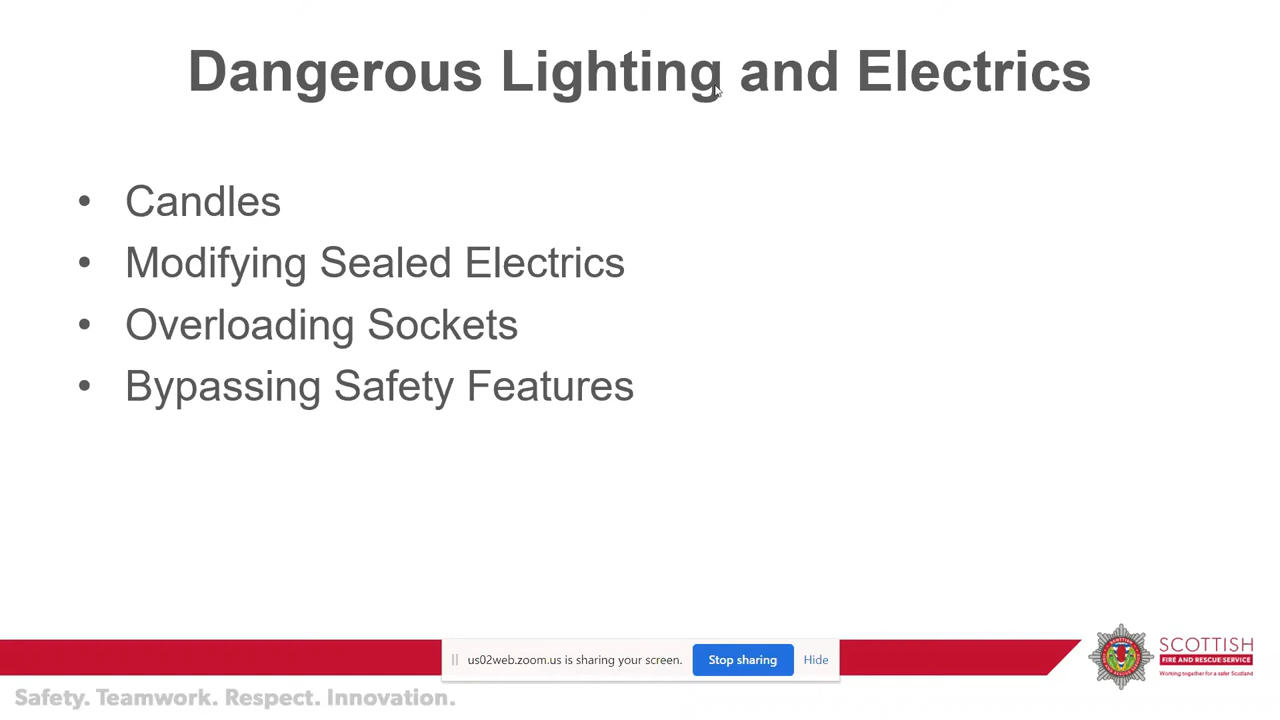 Dangerous Lighting and Electrics
• Candles
• Modifying Sealed Electrics
• Overloading Sockets
• Bypassing Safety Features
us02web.zoom.us is sharing your screen. Stop sharing Hide
SCOTTISH
FIRE AND RESCUE SERVICE
Working together for a safer Scotland
Safety. Teamwork. Respect. Innovation.